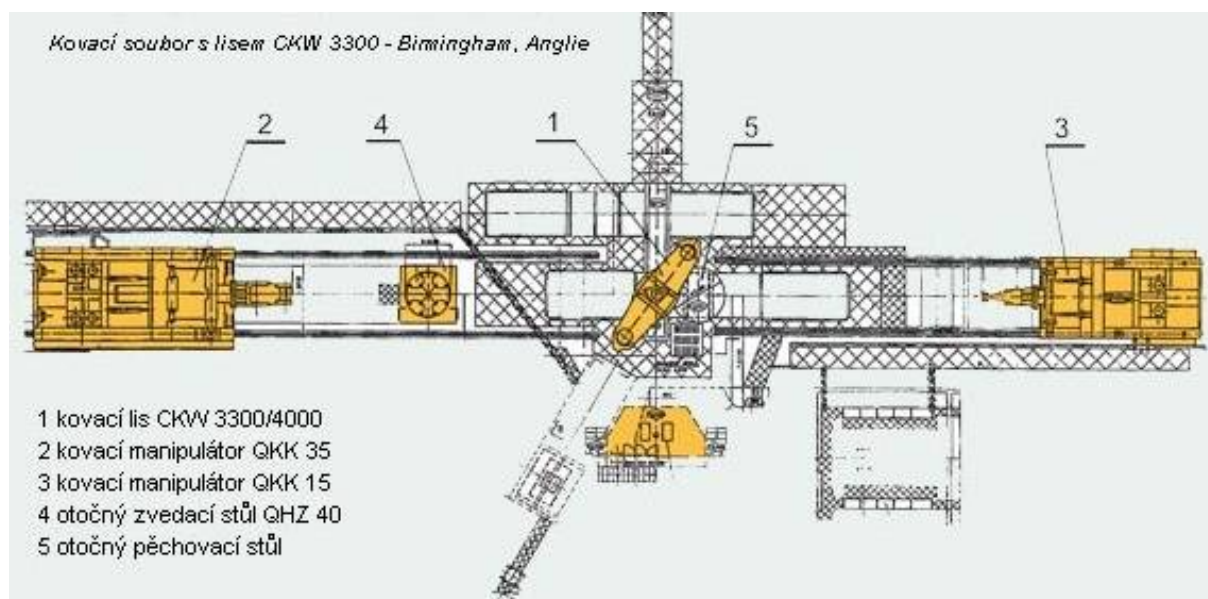 Kovací soubor s lisem CKW 3300 - Birmingham, Anglie
2
4
1
5
3
1 kovací lis CKW 3300/4000
2 kovací manipulátor QKK 35
3 kovací manipulátor QKK 15
4 otočný zvedací stůl QHZ 40
5 otočný pěchovací stůl